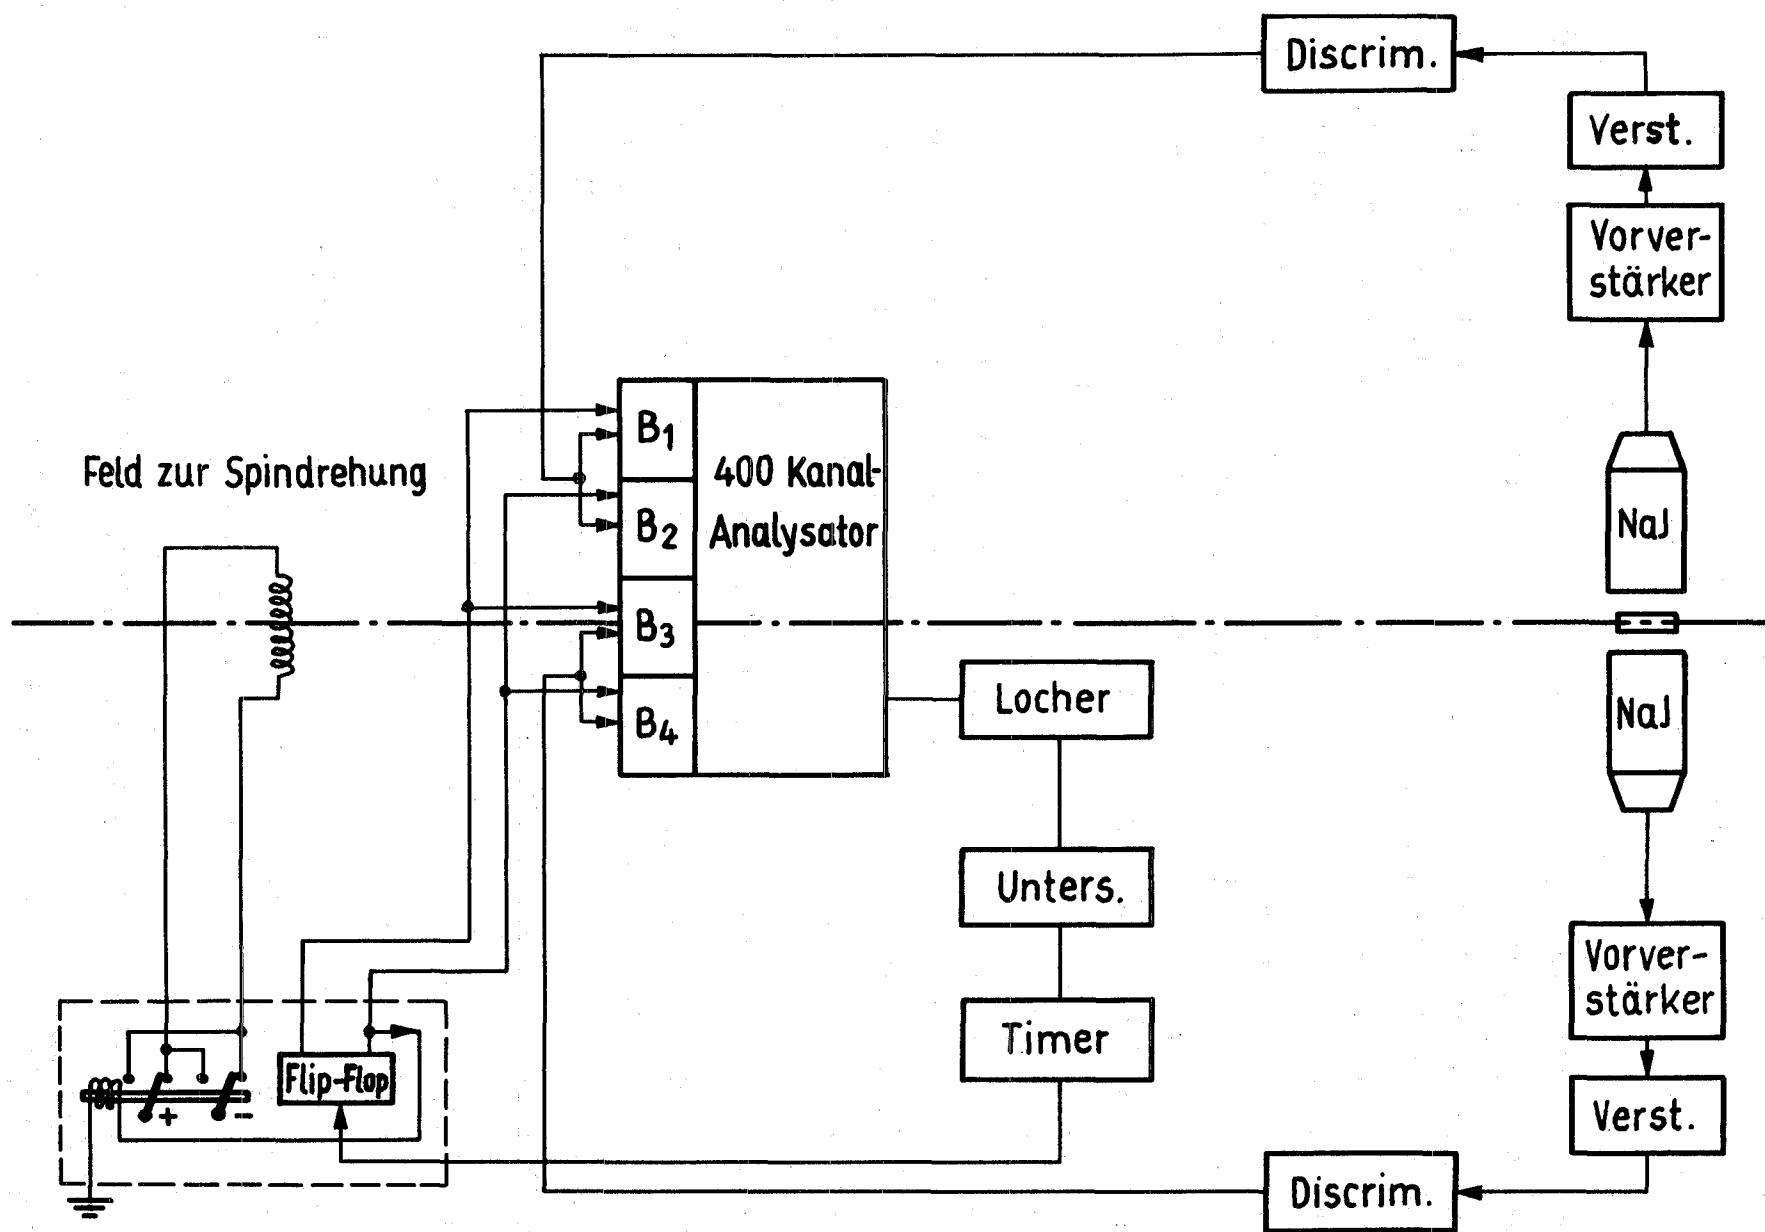 Discrim.
Verst.
Vorver-
stärker
Feld zur Spindrehung
B1
B2
B3
B4
400 Kanal-
Analysator
NaJ
NaJ
Locher
Unters.
Timer
Vorver-
stärker
Verst.
Discrim.
Flip-Flop
+ -